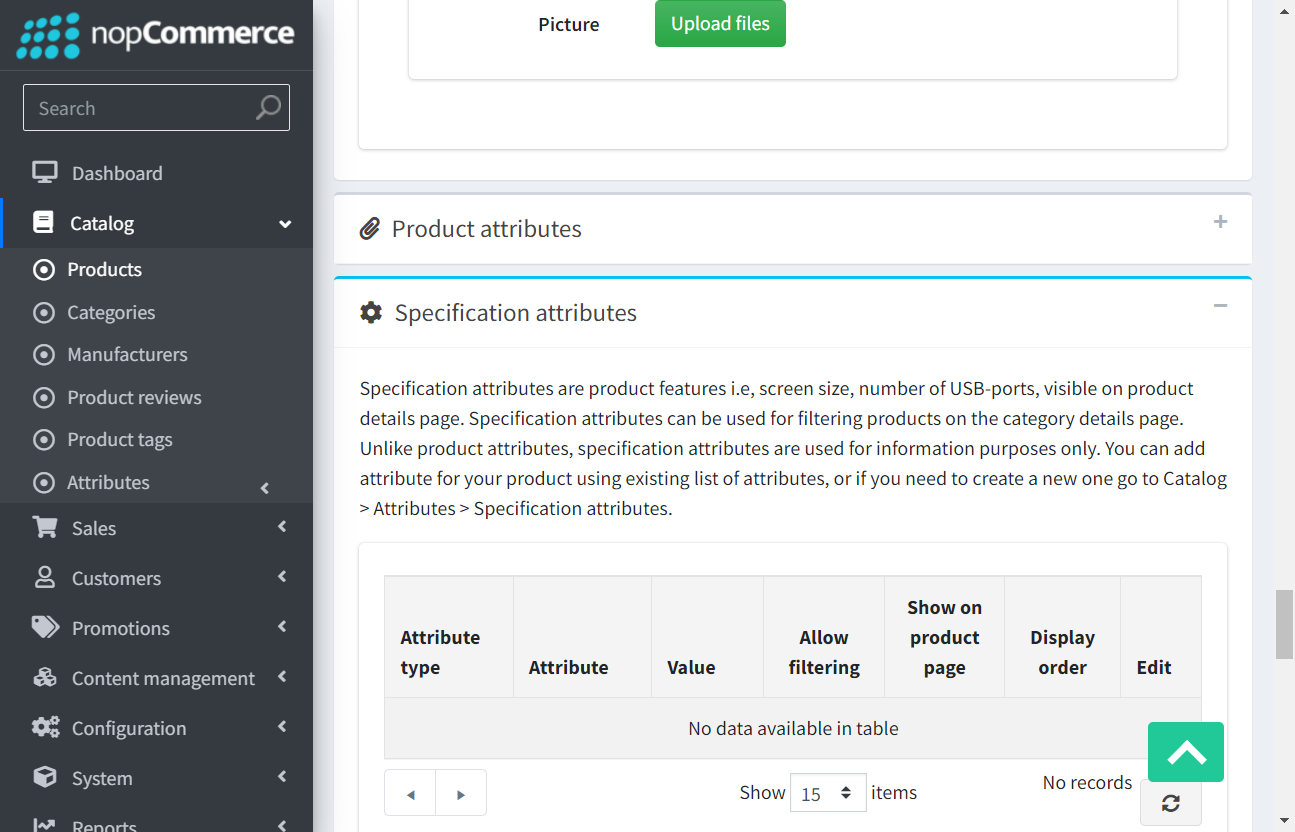 nopCommerce
Search
Dashboard
Catalog
Products
Categories
Manufacturers
Product reviews
Product tags
Attributes
Sales
Customers
Promotions
Content management
Configuration
System
Reports
Picture
Upload files
Product attributes
Specification attributes
Specification attributes are product features i.e, screen size, number of USB-ports, visible on product
details page. Specification attributes can be used for filtering products on the category details page.
Unlike product attributes, specification attributes are used for information purposes only. You can add
attribute for your product using existing list of attributes, or if you need to create a new one go to Catalog
> Attributes > Specification attributes.
Attribute
type
Attribute
Value
Allow
filtering
Show on
product
page
Display
order
Edit
No data available in table
Show 15 items
No records